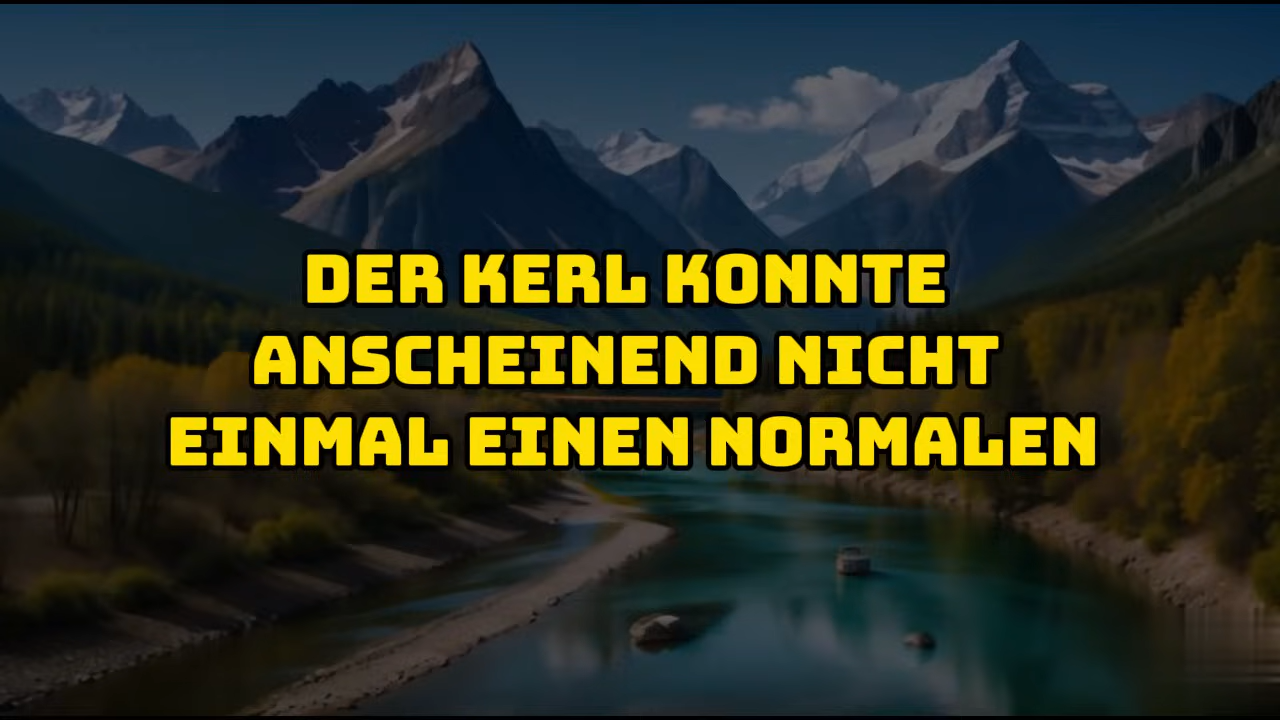 DER KERL KONNTE
ANSCHEINEND NICHT
EINMAL EINEN NORMALEN